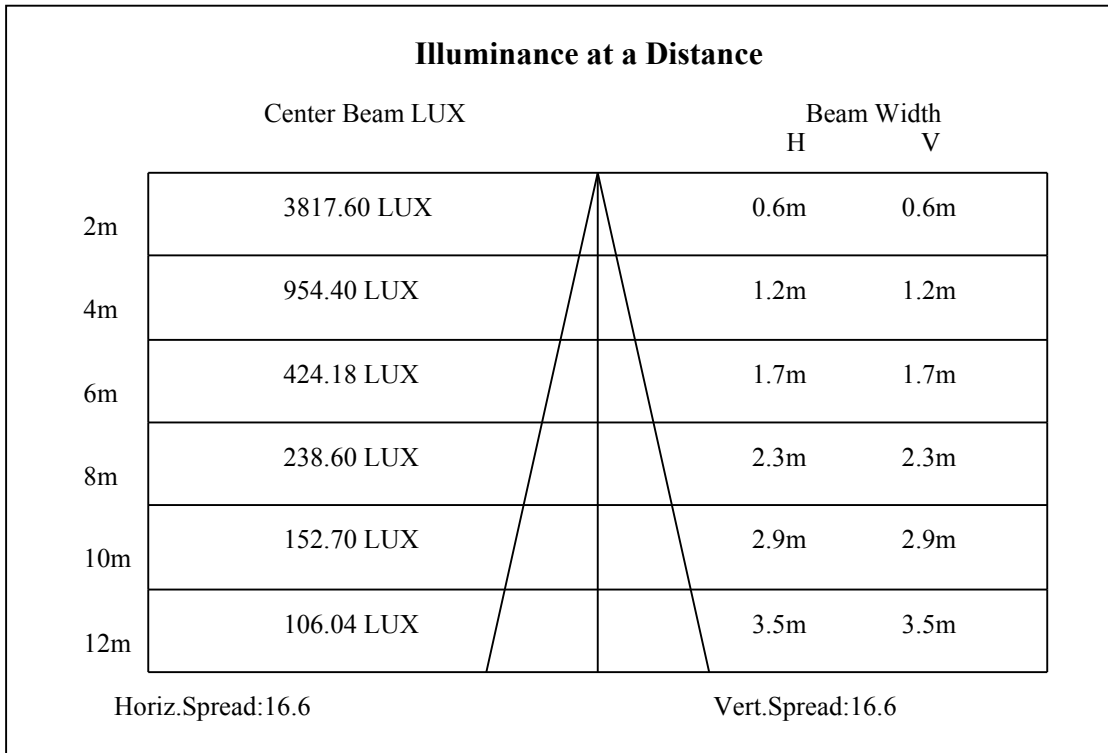 Illuminance at a Distance
Center Beam LUX Beam Width
H V
2m 3817.60 LUX 0.6m 0.6m
4m 954.40 LUX 1.2m 1.2m
6m 424.18 LUX 1.7m 1.7m
8m 238.60 LUX 2.3m 2.3m
10m 152.70 LUX 2.9m 2.9m
12m 106.04 LUX 3.5m 3.5m
Horiz.Spread:16.6 Vert.Spread:16.6